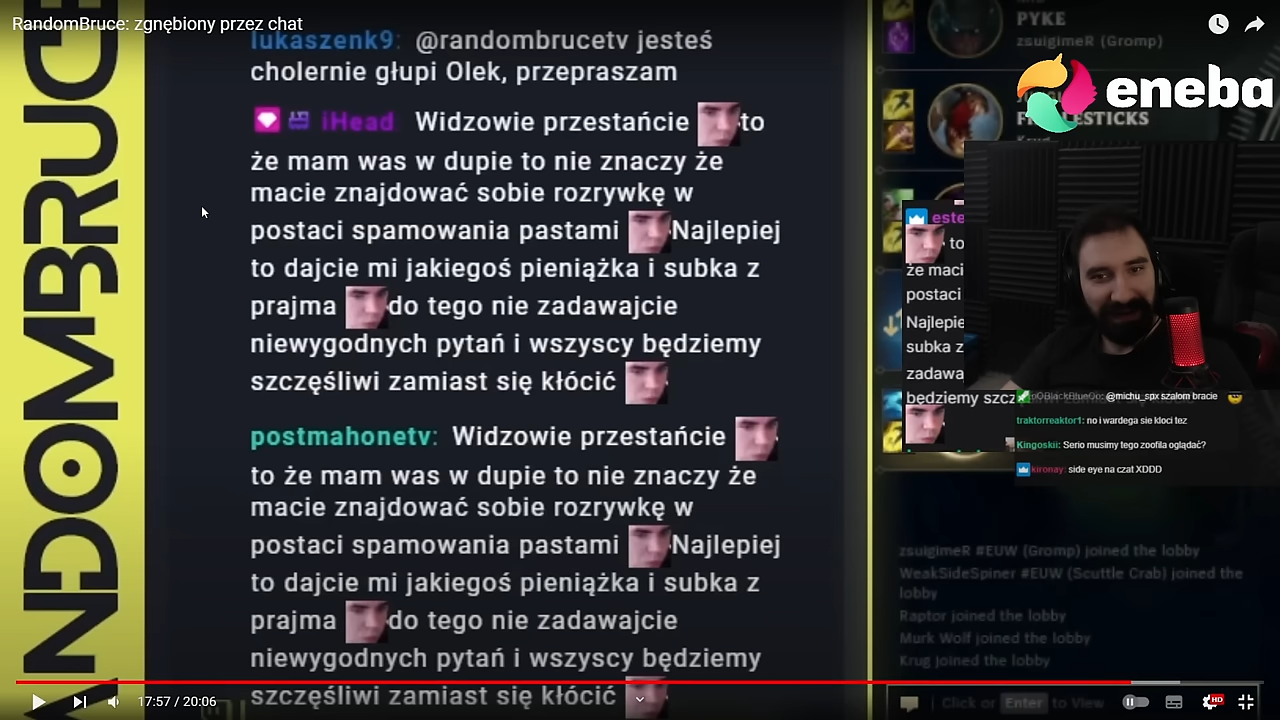 RandomBruce: zgnębiony przez chat
ANDOMBRUCE
lukaszenk9: @randombrucetv jesteś
cholernie głupi Olek, przepraszam
iHead Widzowie przestańcie to
że mam was w dupie to nie znaczy że
macie znajdować sobie rozrywkę w
postaci spamowania pastami Najlepiej
to dajcie mi jakiegoś pieniążka i subka z
prajma do tego nie zadawajcie
niewygodnych pytań i wszyscy będziemy
szczęśliwi zamiast się kłócić
postmahonetv: Widzowie przestańcie
to że mam was w dupie to nie znaczy że
macie znajdować sobie rozrywkę w
postaci spamowania pastami Najlepiej
to dajcie mi jakiegoś pieniążka i subka z
prajma do tego nie zadawajcie
niewygodnych pytań i wszyscy będziemy
szczęśliwi zamiast się kłócić
PYKE
zsuigimeR (Gromp)
eneba
este
to
że maci
postaci
Najlepie
subka z
zadawa
będziemy szcz
@michu_spx szalom bracie
traktorreaktor1: no i wardega sie kloci tez
Kingoskii: Serio musimy tego zoofila oglądać?
kironay: side eye na czat XDDD
zsuigimeR #EUW (Gromp) joined the lobby
WeakSideSpiner #EUW (Scuttle Crab) joined the
lobby
Raptor joined the lobby
Murk Wolf joined the lobby
Krug joined the lobby
Click or Enter to View
17:57 / 20:06
HD